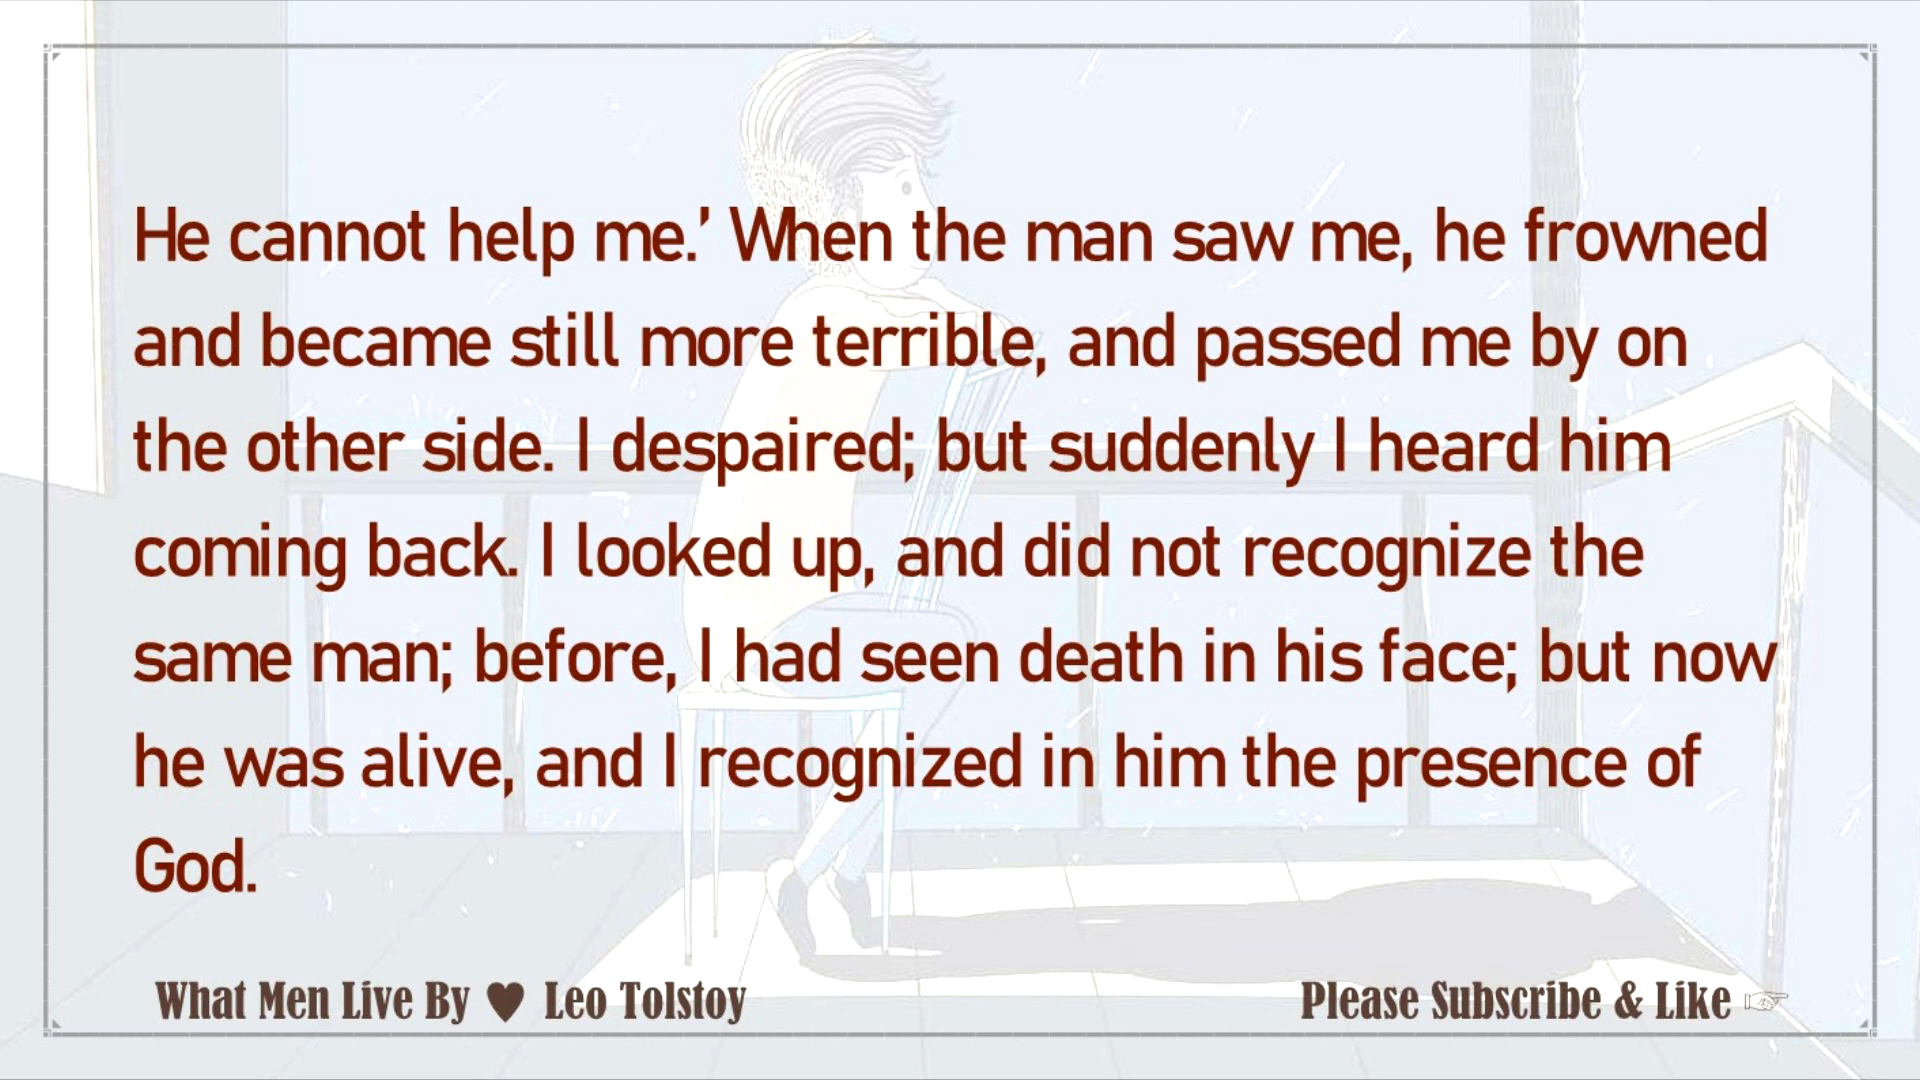 He cannot help me.’ When the man saw me, he frowned
and became still more terrible, and passed me by on
the other side. I despaired; but suddenly I heard him
coming back. I looked up, and did not recognize the
same man; before, I had seen death in his face; but now
he was alive, and I recognized in him the presence of
God.
What Men Live By ♥ Leo Tolstoy
Please Subscribe & Like